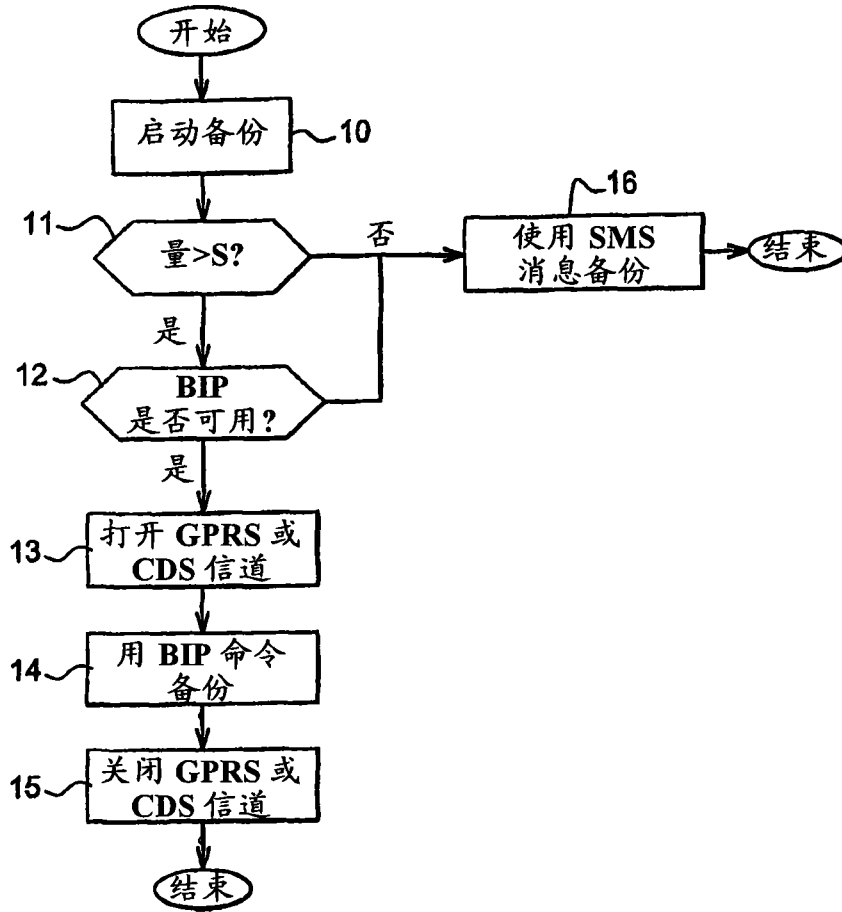 开始
启动备份
10
11
量>S?
否
16
使用 SMS
消息备份
结束
是
12
BIP
是否可用?
是
13
打开 GPRS 或
CDS 信道
14
用 BIP 命令
备份
15
关闭 GPRS 或
CDS 信道
结束